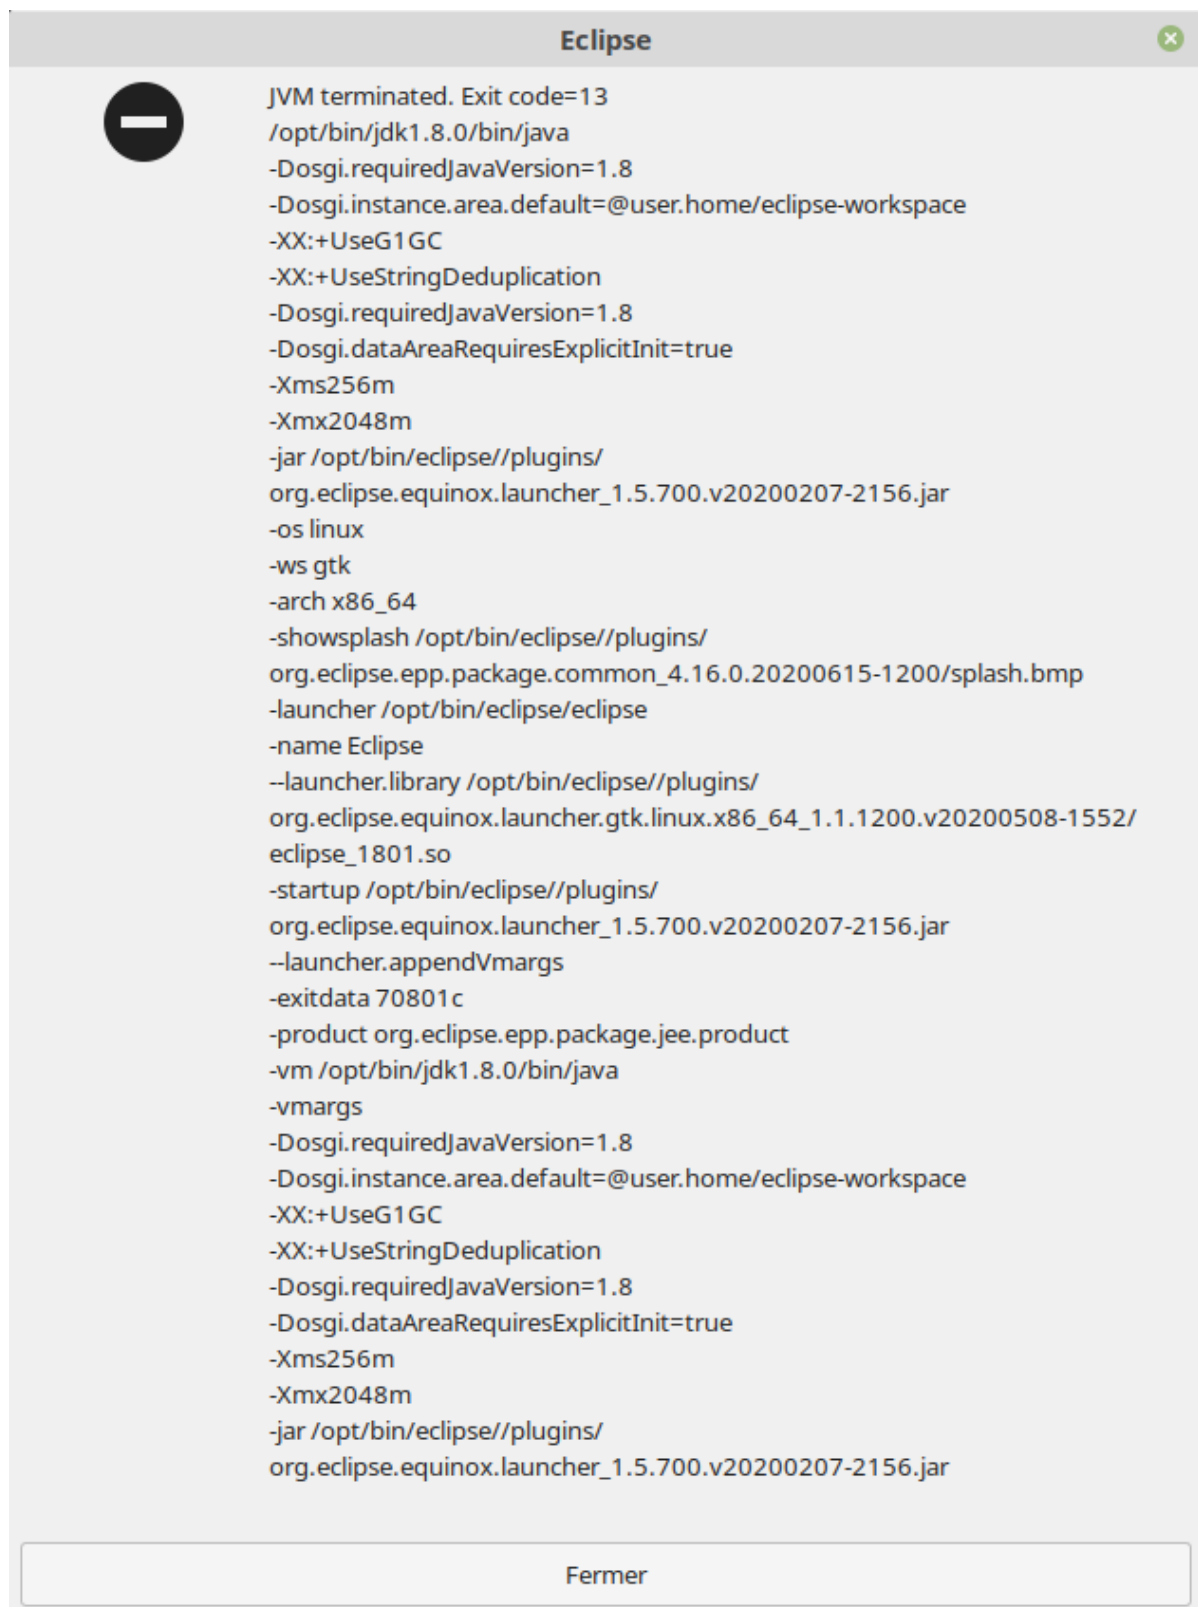 Eclipse
JVM terminated. Exit code=13
/opt/bin/jdk1.8.0/bin/java
-Dosgi.requiredJavaVersion=1.8
-Dosgi.instance.area.default=@user.home/eclipse-workspace
-XX:+UseG1GC
-XX:+UseStringDeduplication
-Dosgi.requiredJavaVersion=1.8
-Dosgi.dataAreaRequiresExplicitInit=true
-Xms256m
-Xmx2048m
-jar /opt/bin/eclipse//plugins/
org.eclipse.equinox.launcher_1.5.700.v20200207-2156.jar
-os linux
-ws gtk
-arch x86_64
-showsplash /opt/bin/eclipse//plugins/
org.eclipse.epp.package.common_4.16.0.20200615-1200/splash.bmp
-launcher /opt/bin/eclipse/eclipse
-name Eclipse
--launcher.library /opt/bin/eclipse//plugins/
org.eclipse.equinox.launcher.gtk.linux.x86_64_1.1.1200.v20200508-1552/
eclipse_1801.so
-startup /opt/bin/eclipse//plugins/
org.eclipse.equinox.launcher_1.5.700.v20200207-2156.jar
--launcher.appendVmargs
-exitdata 70801c
-product org.eclipse.epp.package.jee.product
-vm /opt/bin/jdk1.8.0/bin/java
-vmargs
-Dosgi.requiredJavaVersion=1.8
-Dosgi.instance.area.default=@user.home/eclipse-workspace
-XX:+UseG1GC
-XX:+UseStringDeduplication
-Dosgi.requiredJavaVersion=1.8
-Dosgi.dataAreaRequiresExplicitInit=true
-Xms256m
-Xmx2048m
-jar /opt/bin/eclipse//plugins/
org.eclipse.equinox.launcher_1.5.700.v20200207-2156.jar
Fermer